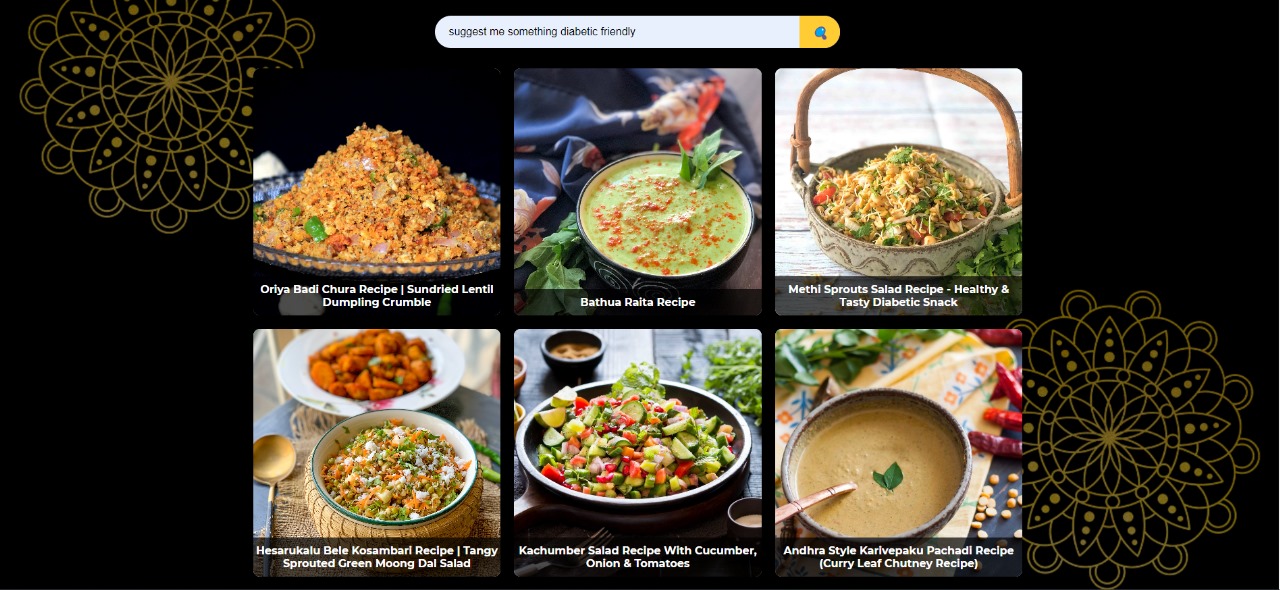 suggest me something diabetic friendly
Oriya Badi Chura Recipe | Sundried Lentil
Dumpling Crumble
Bathua Raita Recipe
Methi Sprouts Salad Recipe - Healthy &
Tasty Diabetic Snack
Hesarukalu Bele Kosambari Recipe | Tangy
Sprouted Green Moong Dal Salad
Kachumber Salad Recipe With Cucumber,
Onion & Tomatoes
Andhra Style Karivepaku Pachadi Recipe
(Curry Leaf Chutney Recipe)